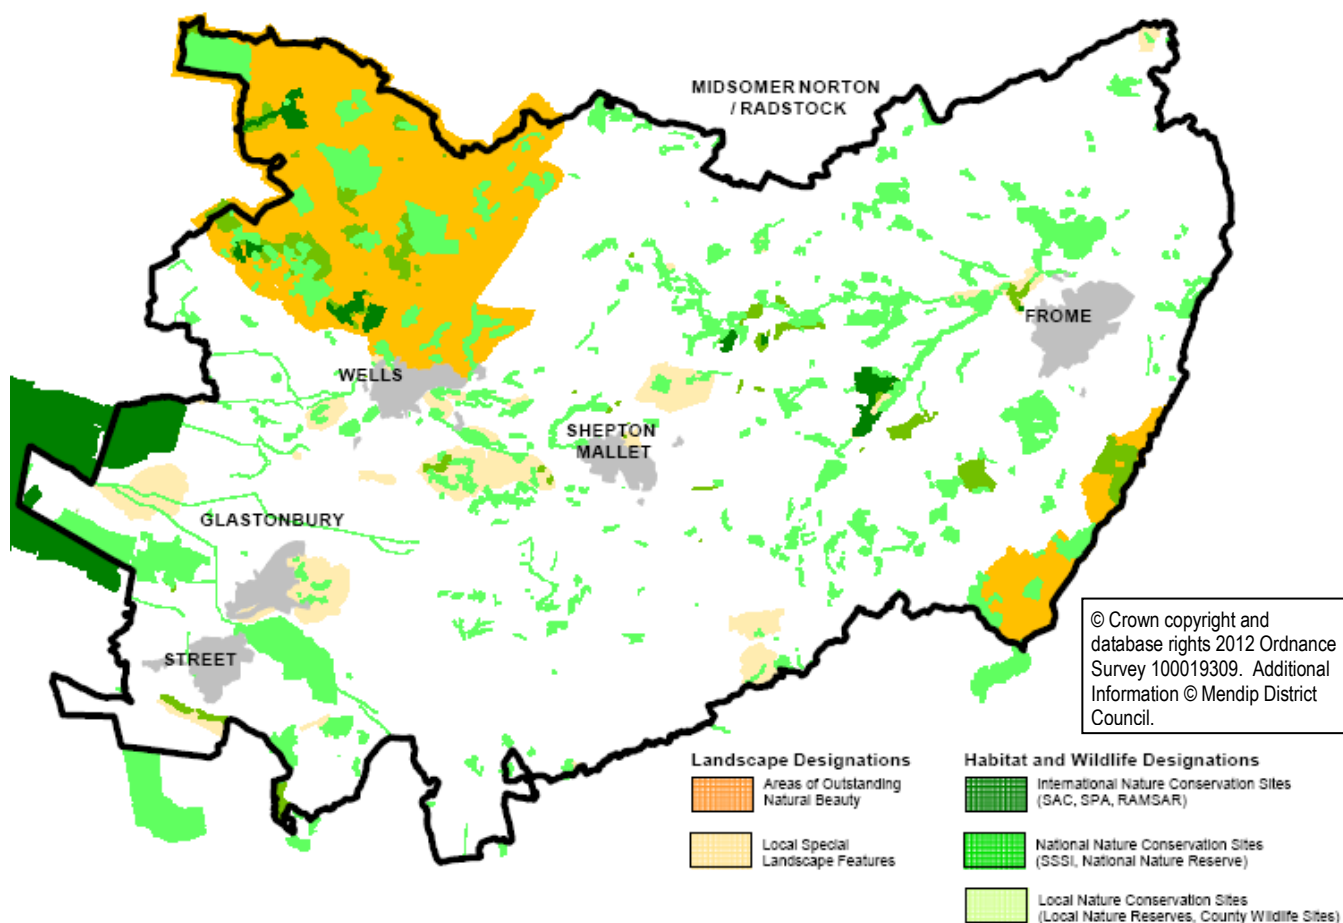 MIDSOMER NORTON
/ RADSTOCK
FROME
WELLS
SHEPTON
MALLET
GLASTONBURY
STREET
© Crown copyright and
database rights 2012 Ordnance
Survey 100019309. Additional
Information © Mendip District
Council.
Landscape Designations
Areas of Outstanding
Natural Beauty
Local Special
Landscape Features
Habitat and Wildlife Designations
International Nature Conservation Sites
(SAC, SPA, RAMSAR)
National Nature Conservation Sites
(SSSI, National Nature Reserve)
Local Nature Conservation Sites
(Local Nature Reserves, County Wildlife Sites)